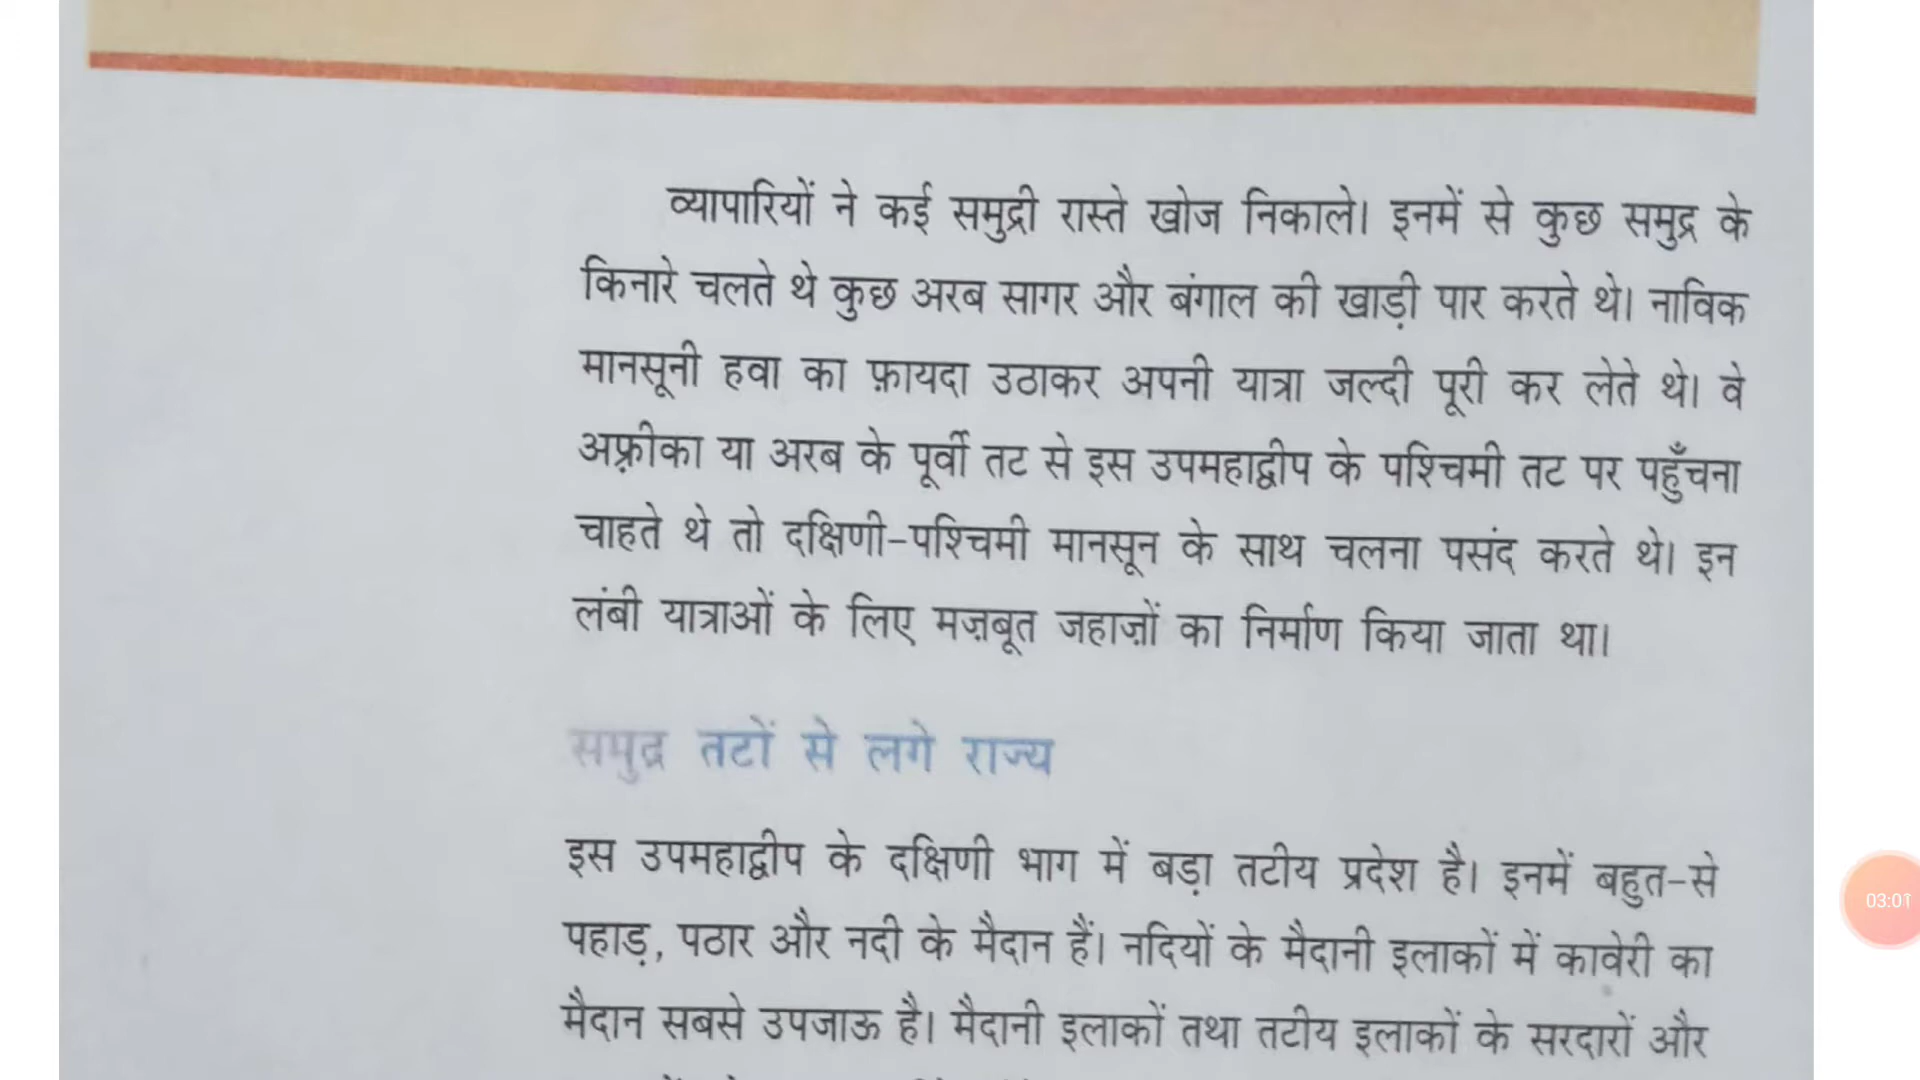 व्यापारियों ने कई समुद्री रास्ते खोज निकाले। इनमें से कुछ समुद्र के
किनारे चलते थे कुछ अरब सागर और बंगाल की खाड़ी पार करते थे। नाविक
मानसूनी हवा का फ़ायदा उठाकर अपनी यात्रा जल्दी पूरी कर लेते थे। वे
अफ़्रीका या अरब के पूर्वी तट से इस उपमहाद्वीप के पश्चिमी तट पर पहुँचना
चाहते थे तो दक्षिणी-पश्चिमी मानसून के साथ चलना पसंद करते थे। इन
लंबी यात्राओं के लिए मज़बूत जहाज़ों का निर्माण किया जाता था।
समुद्र तटों से लगे राज्य
इस उपमहाद्वीप के दक्षिणी भाग में बड़ा तटीय प्रदेश है। इनमें बहुत-से
पहाड़, पठार और नदी के मैदान हैं। नदियों के मैदानी इलाकों में कावेरी का
मैदान सबसे उपजाऊ है। मैदानी इलाकों तथा तटीय इलाकों के सरदारों और
03:01